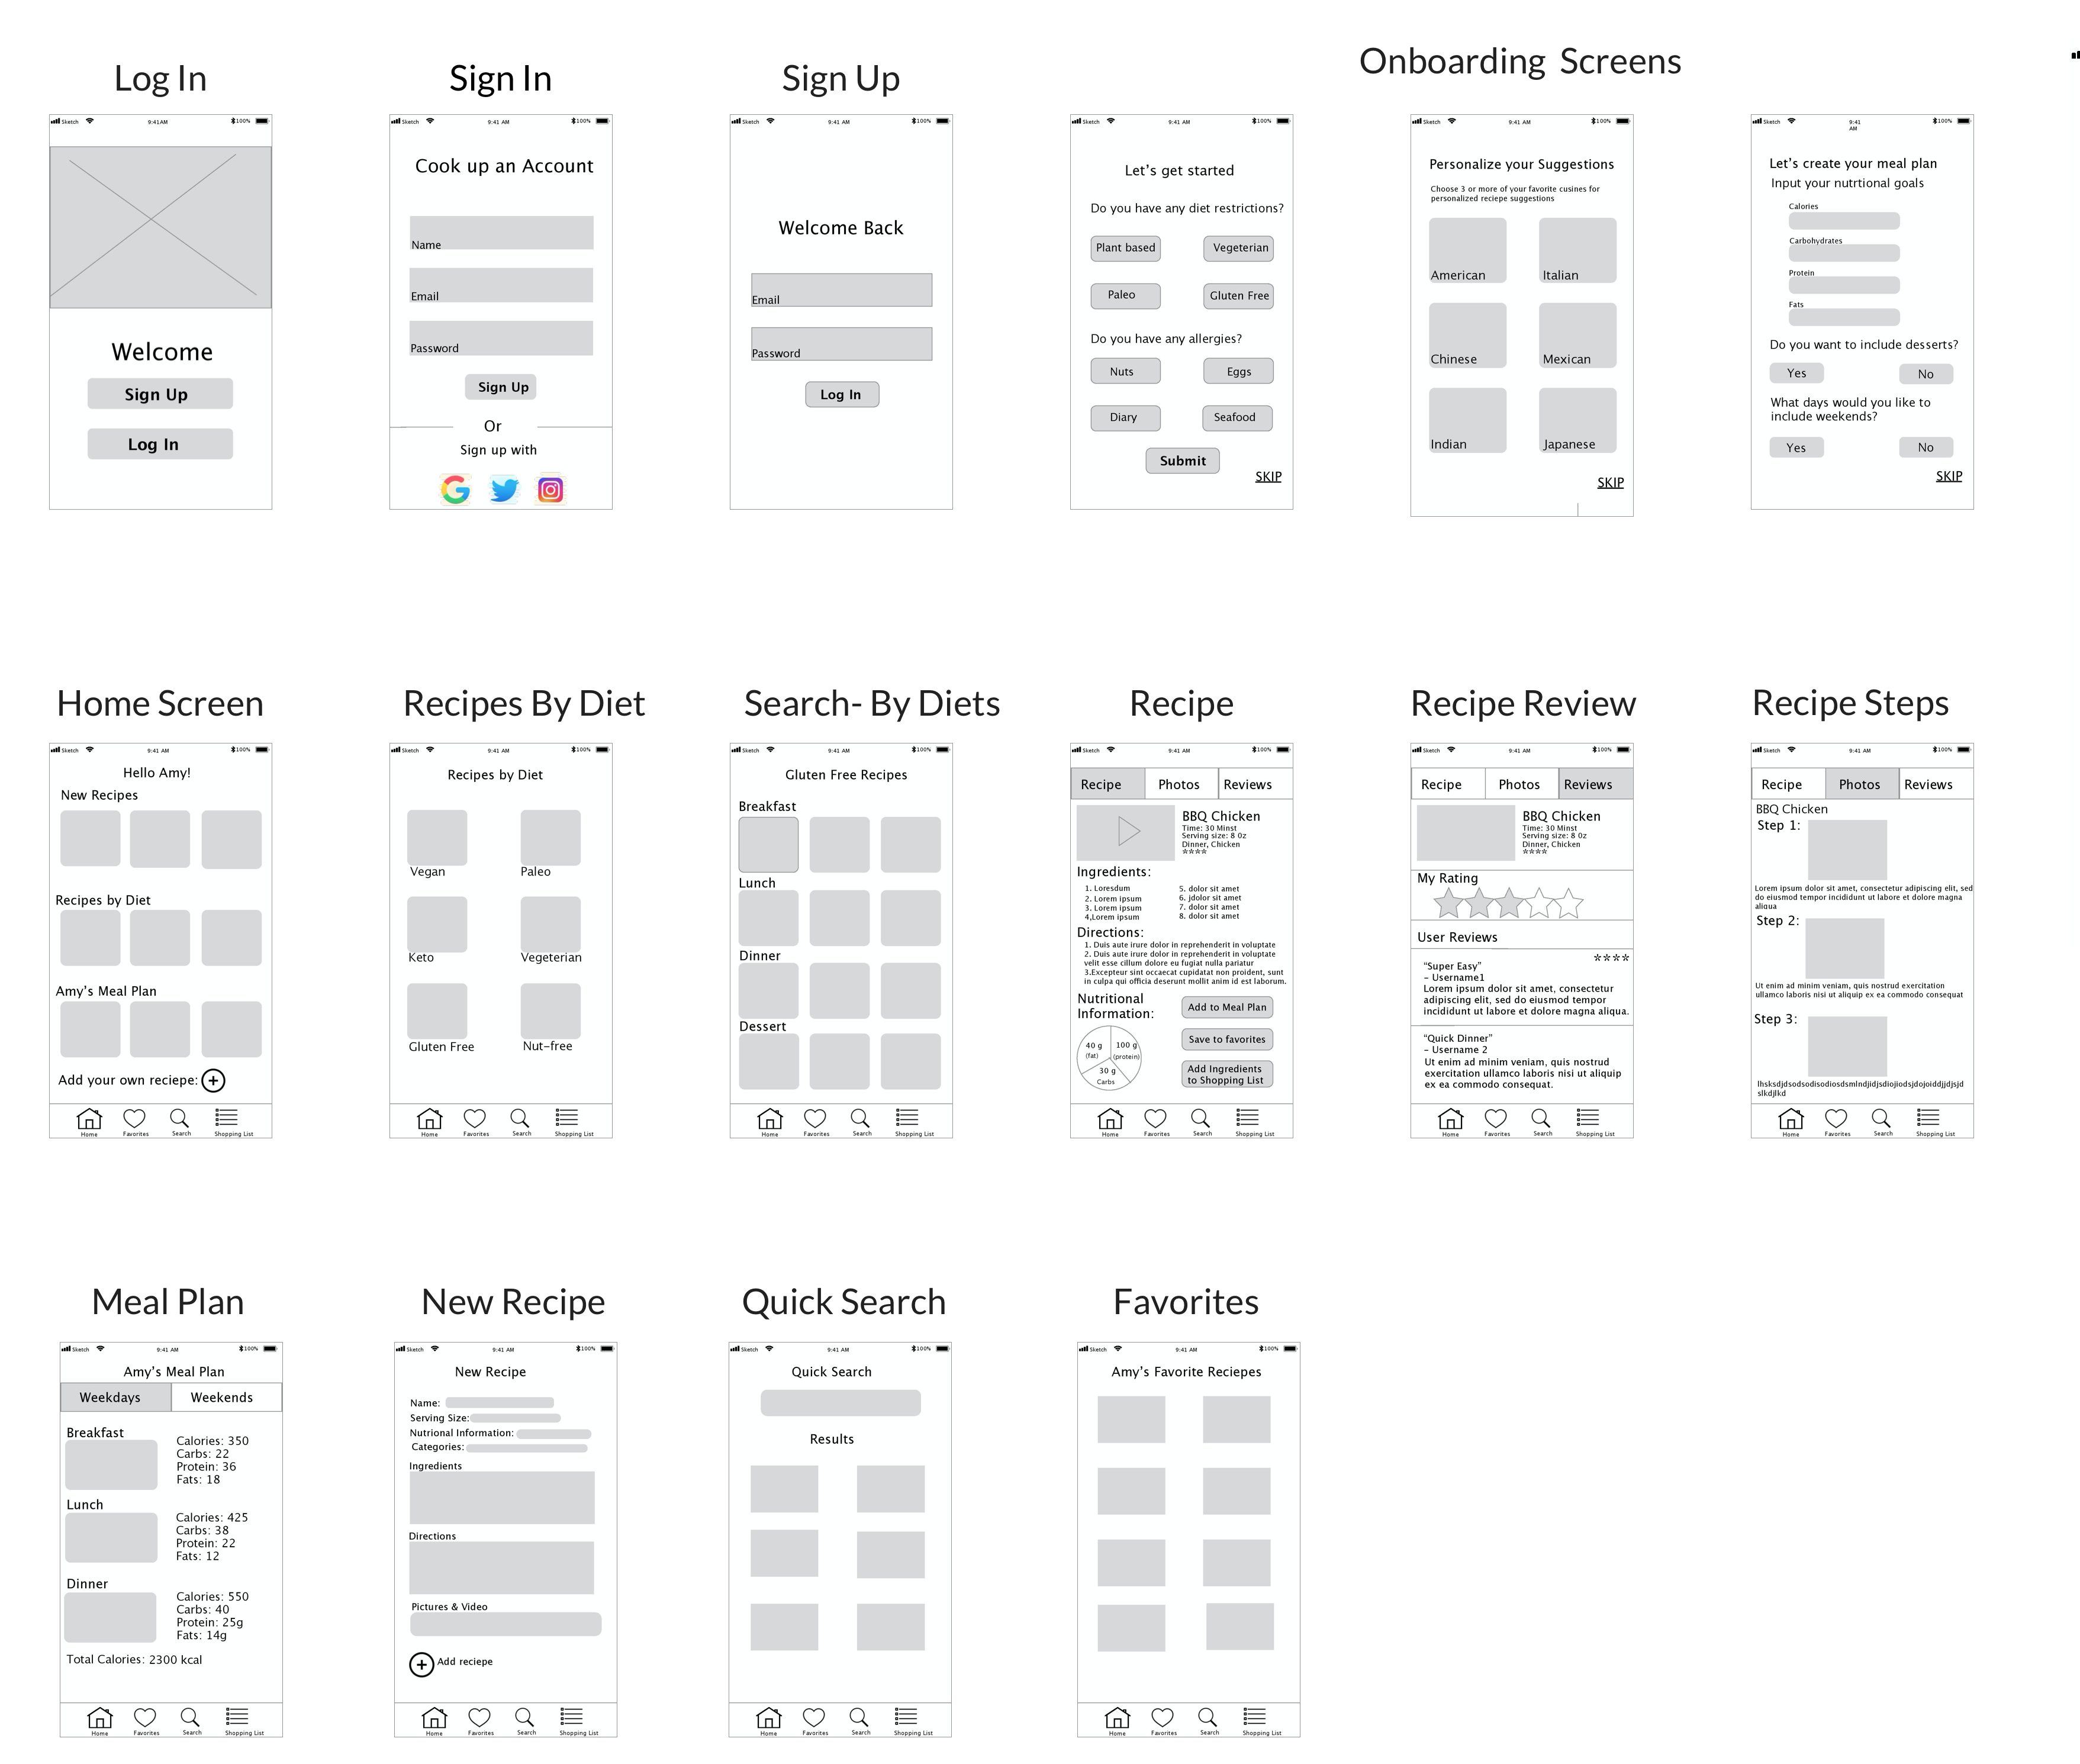 Log In
Sketch 9:41AM 100%
Welcome
Sign Up
Log In
Sign In
Sketch 9:41 AM 100%
Cook up an Account
Name
Email
Password
Sign Up
Or
Sign up with
Sign Up
Sketch 9:41 AM 100%
Welcome Back
Email
Password
Log In
Onboarding Screens
Sketch 9:41 AM 100%
Let's get started
Do you have any diet restrictions?
Plant based Vegeterian
Paleo Gluten Free
Do you have any allergies?
Nuts Eggs
Diary Seafood
Submit
SKIP
Sketch 9:41 AM 100%
Personalize your Suggestions
Choose 3 or more of your favorite cusines for
personalized reciepe suggestions
American Italian
Chinese Mexican
Indian Japanese
SKIP
Sketch 9:41 100%
AM
Let's create your meal plan
Input your nutrtional goals
Calories
Carbohydrates
Protein
Fats
Do you want to include desserts?
Yes No
What days would you like to
include weekends?
Yes No
SKIP
Home Screen
Sketch 9:41 AM 100%
Hello Amy!
New Recipes
Recipes by Diet
Amy's Meal Plan
Add your own reciepe:
Home Favorites Search Shopping List
Recipes By Diet
Sketch 9:41 AM 100%
Recipes by Diet
Vegan Paleo
Keto Vegeterian
Gluten Free Nut-free
Home Favorites Search Shopping List
Search- By Diets
Sketch 9:41 AM 100%
Gluten Free Recipes
Breakfast
Lunch
Dinner
Dessert
Home Favorites Search Shopping List
Recipe
Sketch 9:41 AM 100%
Recipe Photos Reviews
BBQ Chicken
Time: 30 Minst
Serving size: 8 0z
Dinner, Chicken
****
Ingredients:
1. Loresdum 5. dolor sit amet
2. Lorem ipsum 6. jdolor sit amet
3. Lorem ipsum 7. dolor sit amet
4,Lorem ipsum 8. dolor sit amet
Directions:
1. Duis aute irure dolor in reprehenderit in voluptate
2. Duis aute irure dolor in reprehenderit in voluptate
velit esse cillum dolore eu fugiat nulla pariatur
3.Excepteur sint occaecat cupidatat non proident, sunt
in culpa qui officia deserunt mollit anim id est laborum.
Nutritional
Information:
40 g
(fat)
100 g
(protein)
30 g
Carbs
Add to Meal Plan
Save to favorites
Add Ingredients
to Shopping List
Home Favorites Search Shopping List
Recipe Review
Sketch 9:41 AM 100%
Recipe Photos Reviews
BBQ Chicken
Time: 30 Minst
Serving size: 8 0z
Dinner, Chicken
****
My Rating
User Reviews
****
"Super Easy"
- Username1
Lorem ipsum dolor sit amet, consectetur
adipiscing elit, sed do eiusmod tempor
incididunt ut labore et dolore magna aliqua.
"Quick Dinner"
- Username 2
Ut enim ad minim veniam, quis nostrud
exercitation ullamco laboris nisi ut aliquip
ex ea commodo consequat.
Home Favorites Search Shopping List
Recipe Steps
Sketch 9:41 AM 100%
Recipe Photos Reviews
BBQ Chicken
Step 1:
Lorem ipsum dolor sit amet, consectetur adipiscing elit, sed
do eiusmod tempor incididunt ut labore et dolore magna
aliqua
Step 2:
Ut enim ad minim veniam, quis nostrud exercitation
ullamco laboris nisi ut aliquip ex ea commodo consequat
Step 3:
slkdjlkd
Home Favorites Search Shopping List
Meal Plan
Sketch 9:41 AM 100%
Amy's Meal Plan
Weekdays Weekends
Breakfast
Calories: 350
Carbs: 22
Protein: 36
Fats: 18
Lunch
Calories: 425
Carbs: 38
Protein: 22
Fats: 12
Dinner
Calories: 550
Carbs: 40
Protein: 25g
Fats: 14g
Total Calories: 2300 kcal
Home Favorites Search Shopping List
New Recipe
Sketch 9:41 AM 100%
New Recipe
Name:
Serving Size:
Nutrional Information:
Categories:
Ingredients
Directions
Pictures & Video
Add reciepe
Home Favorites Search Shopping List
Quick Search
Sketch 9:41 AM 100%
Quick Search
Results
Home Favorites Search Shopping List
Favorites
Sketch 9:41 AM 100%
Amy's Favorite Reciepes
Home Favorites Search Shopping List